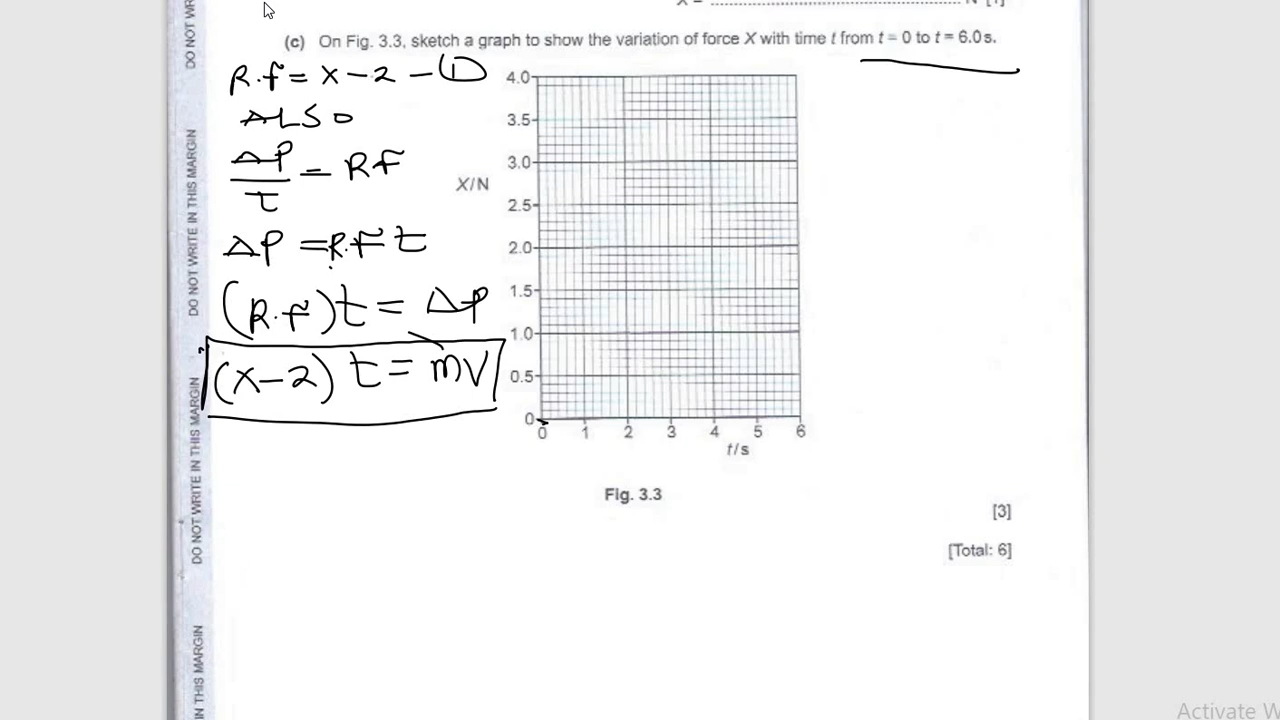 X = ........................................ N [1]
(c) On Fig. 3.3, sketch a graph to show the variation of force X with time t from t = 0 to t = 6.0 s.
R.f = x - 2 - ①
ALSO
ΔP/t = RF
ΔP = R.F t
(R.f) t = ΔP
(x-2) t = mv
4.0
3.5
3.0
X/N
2.5
2.0
1.5
1.0
0.5
0
0 1 2 3 4 5 6
t/s
Fig. 3.3
[3]
[Total: 6]
DO NOT WR
DO NOT WRITE IN THIS MARGIN
DO NOT WRITE IN THIS MARGIN
IN THIS MARGIN
Activate W